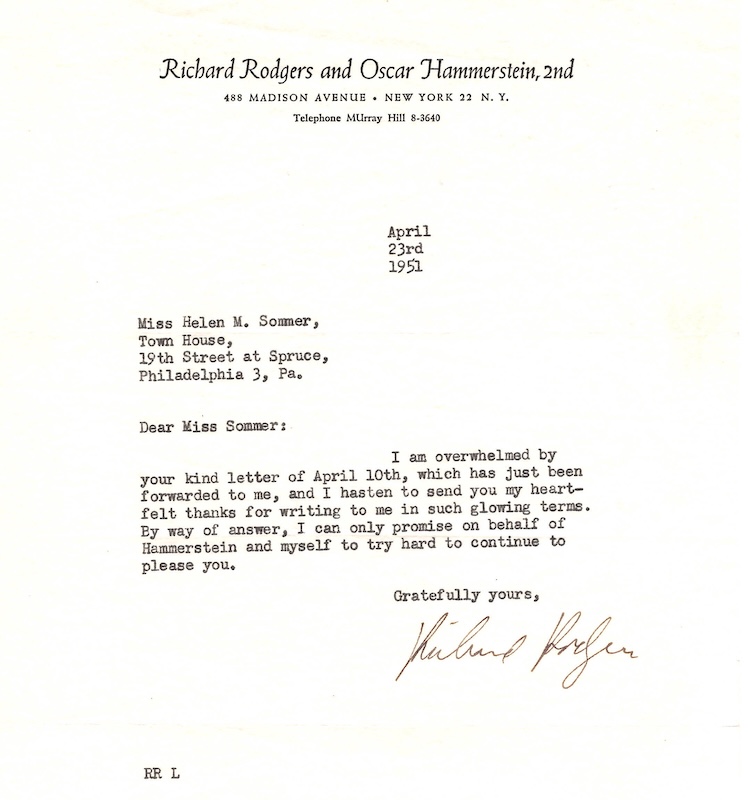 Richard Rodgers and Oscar Hammerstein, 2nd
488 MADISON AVENUE • NEW YORK 22 N. Y.
Telephone MUrray Hill 8-3640
April
23rd
1951
Miss Helen M. Sommer,
Town House,
19th Street at Spruce,
Philadelphia 3, Pa.
Dear Miss Sommer:
I am overwhelmed by
your kind letter of April 10th, which has just been
forwarded to me, and I hasten to send you my heart-
felt thanks for writing to me in such glowing terms.
By way of answer, I can only promise on behalf of
Hammerstein and myself to try hard to continue to
please you.
Gratefully yours,
Richard Rodgers
RR L